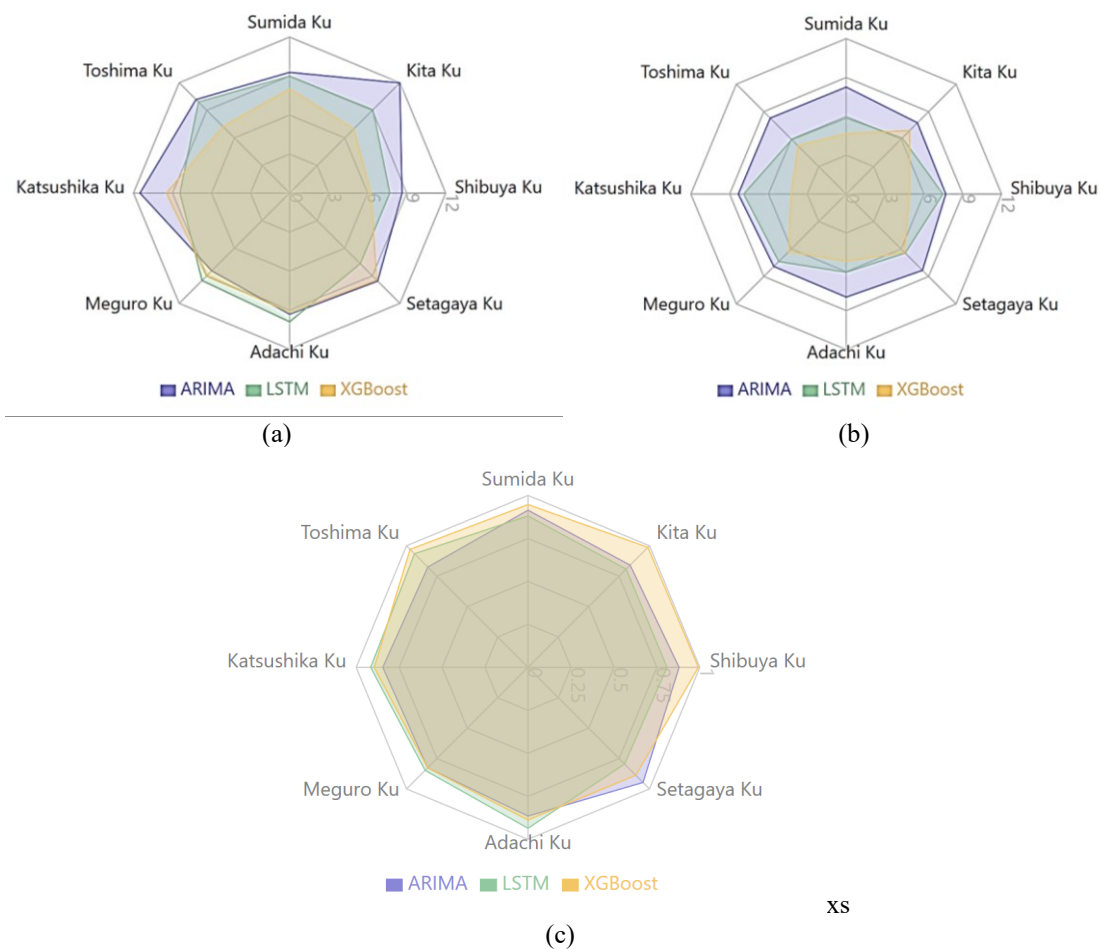 Sumida Ku
Toshima Ku
Kita Ku
Katsushika Ku
0 3 6 9 12
Shibuya Ku
Meguro Ku
Setagaya Ku
Adachi Ku
ARIMA LSTM XGBoost
(a)
Sumida Ku
Toshima Ku
Kita Ku
Katsushika Ku
0 3 6 9 12
Shibuya Ku
Meguro Ku
Setagaya Ku
Adachi Ku
ARIMA LSTM XGBoost
(b)
Sumida Ku
Toshima Ku
Kita Ku
Katsushika Ku
0 0.25 0.5 0.75 1
Shibuya Ku
Meguro Ku
Setagaya Ku
Adachi Ku
ARIMA LSTM XGBoost
xs
(c)